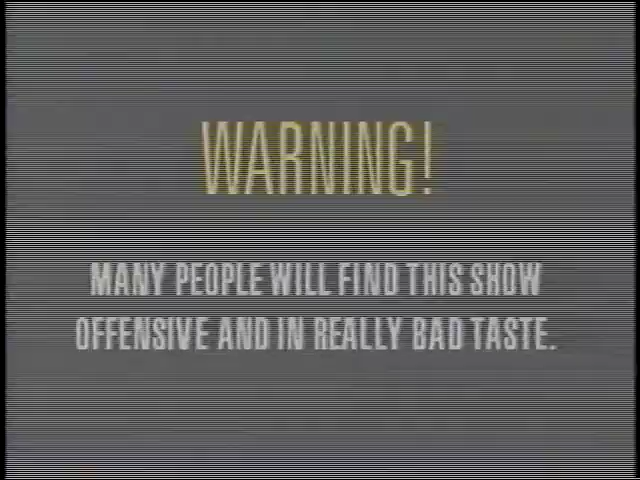 WARNING!
MANY PEOPLE WILL FIND THIS SHOW
OFFENSIVE AND IN REALLY BAD TASTE.